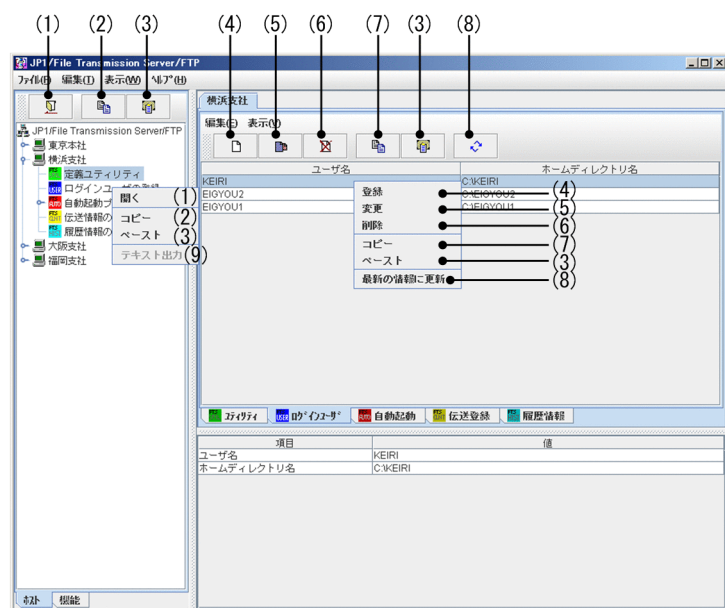 (1) (2) (3) (4) (5) (6) (7) (3) (8)
JP1/File Transmission Server/FTP
ﾌｧｲﾙ(F) 編集(I) 表示(W) ﾍﾙﾌﾟ(H)
横浜支社
編集(E) 表示(V)
JP1/File Transmission Server/FTP
東京本社
横浜支社
定義ユティリティ
ログインユーザの登録
自動起動プ
伝送情報の
履歴情報の
大阪支社
福岡支社
開く (1)
コピー (2)
ペースト (3)
テキスト出力 (9)
ユーザ名 ホームディレクトリ名
KEIRI C:\KEIRI
EIGYOU2 C:\EIGYOU2
EIGYOU1 C:\EIGYOU1
登録 (4)
変更 (5)
削除 (6)
コピー (7)
ペースト (3)
最新の情報に更新 (8)
ﾕﾃｨﾘﾃｨ ﾛｸﾞｲﾝﾕｰｻﾞ 自動起動 伝送登録 履歴情報
項目 値
ユーザ名 KEIRI
ホームディレクトリ名 C:\KEIRI
ﾎｽﾄ 機能